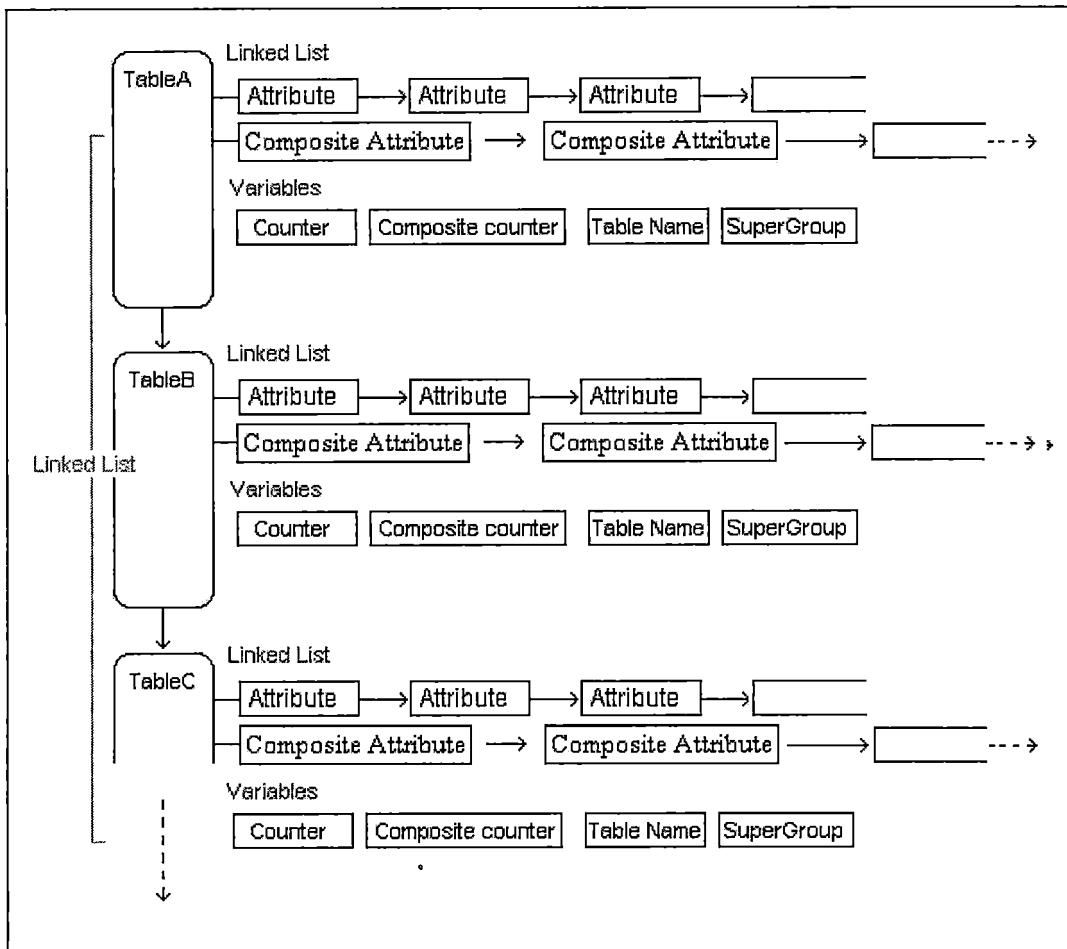 Linked List
TableA
Attribute Attribute Attribute
Composite Attribute Composite Attribute
Variables
Counter Composite counter Table Name SuperGroup
Linked List
TableB
Attribute Attribute Attribute
Composite Attribute Composite Attribute
Linked List
Variables
Counter Composite counter Table Name SuperGroup
Linked List
TableC
Attribute Attribute Attribute
Composite Attribute Composite Attribute
Variables
Counter Composite counter Table Name SuperGroup